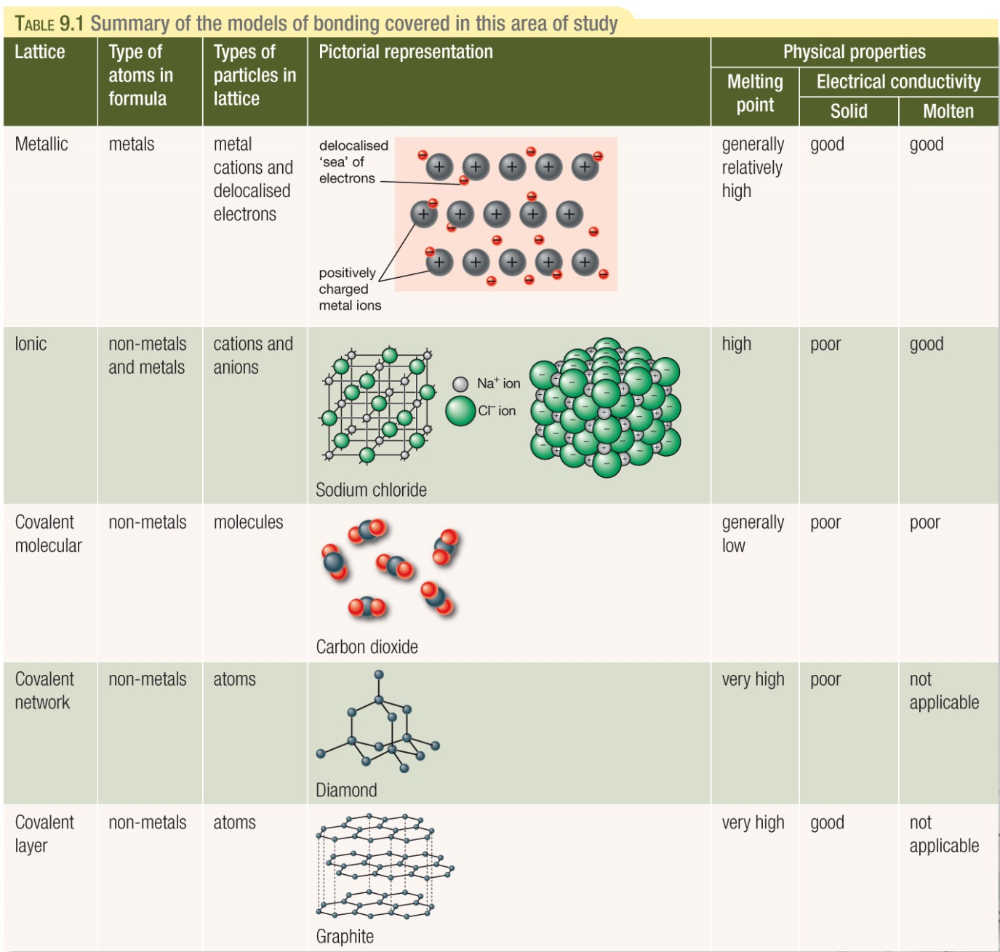 TABLE 9.1 Summary of the models of bonding covered in this area of study
Lattice
Type of
atoms in
formula
Types of
particles in
lattice
Pictorial representation
Physical properties
Melting
point
Electrical conductivity
Solid
Molten
Metallic
metals
metal
cations and
delocalised
electrons
delocalised
‘sea’ of
electrons
positively
charged
metal ions
generally
relatively
high
good
good
Ionic
non-metals
and metals
cations and
anions
Na⁺ ion
Cl⁻ ion
Sodium chloride
high
poor
good
Covalent
molecular
non-metals
molecules
Carbon dioxide
generally
low
poor
poor
Covalent
network
non-metals
atoms
Diamond
very high
poor
not
applicable
Covalent
layer
non-metals
atoms
Graphite
very high
good
not
applicable